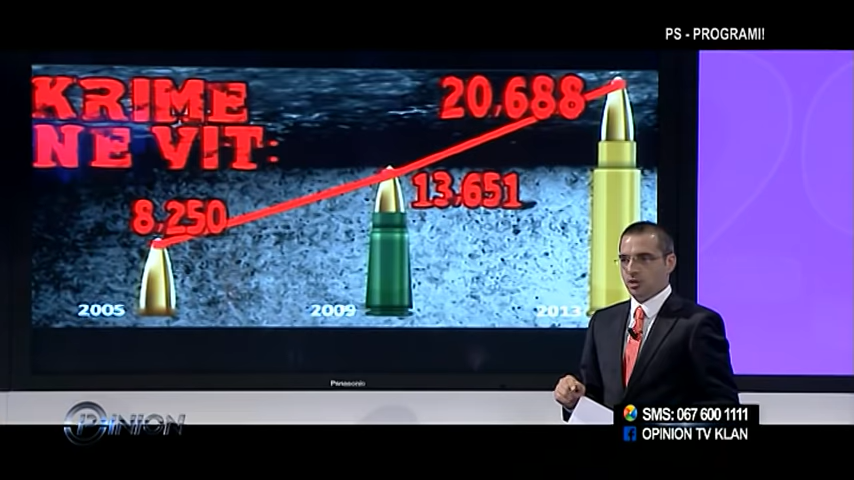 PS - PROGRAMI!
KRIME
NE VIT:
20,688
13,651
8,250
2005
2009
2013
Panasonic
OPINION
SMS: 067 600 1111
OPINION TV KLAN